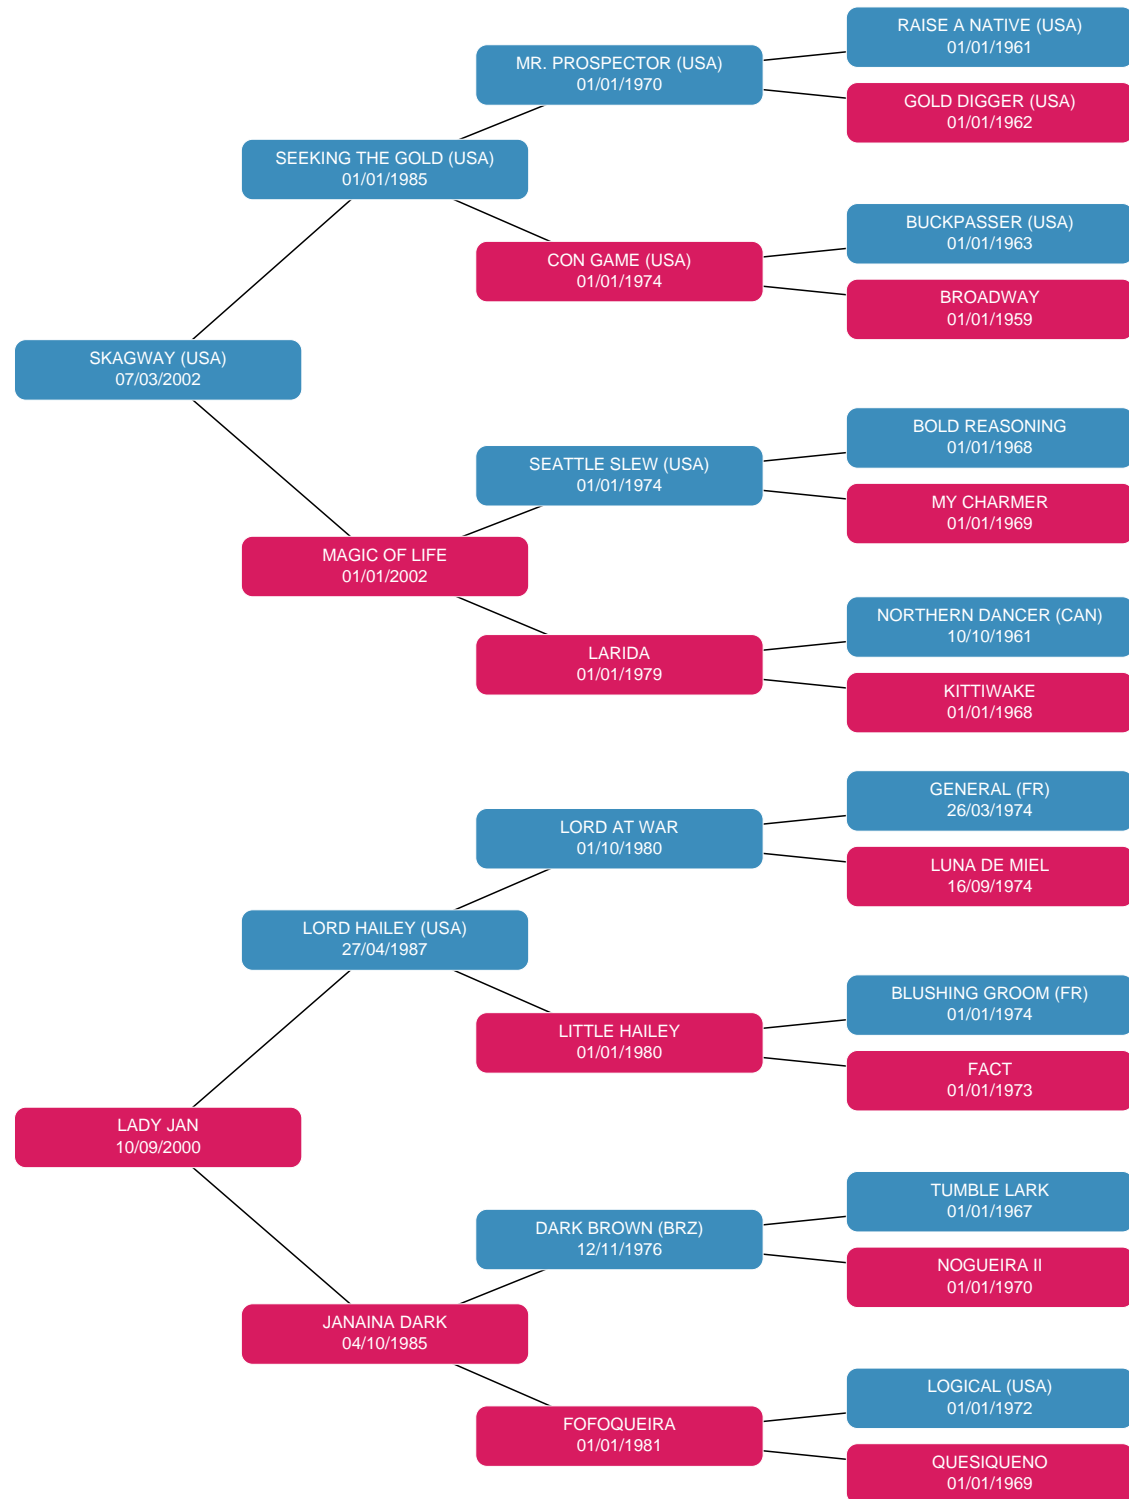 RAISE A NATIVE (USA)
01/01/1961
MR. PROSPECTOR (USA)
01/01/1970
GOLD DIGGER (USA)
01/01/1962
SEEKING THE GOLD (USA)
01/01/1985
BUCKPASSER (USA)
01/01/1963
CON GAME (USA)
01/01/1974
BROADWAY
01/01/1959
SKAGWAY (USA)
07/03/2002
BOLD REASONING
01/01/1968
SEATTLE SLEW (USA)
01/01/1974
MY CHARMER
01/01/1969
MAGIC OF LIFE
01/01/2002
NORTHERN DANCER (CAN)
10/10/1961
LARIDA
01/01/1979
KITTIWAKE
01/01/1968
GENERAL (FR)
26/03/1974
LORD AT WAR
01/10/1980
LUNA DE MIEL
16/09/1974
LORD HAILEY (USA)
27/04/1987
BLUSHING GROOM (FR)
01/01/1974
LITTLE HAILEY
01/01/1980
FACT
01/01/1973
LADY JAN
10/09/2000
TUMBLE LARK
01/01/1967
DARK BROWN (BRZ)
12/11/1976
NOGUEIRA II
01/01/1970
JANAINA DARK
04/10/1985
LOGICAL (USA)
01/01/1972
FOFOQUEIRA
01/01/1981
QUESIQUENO
01/01/1969